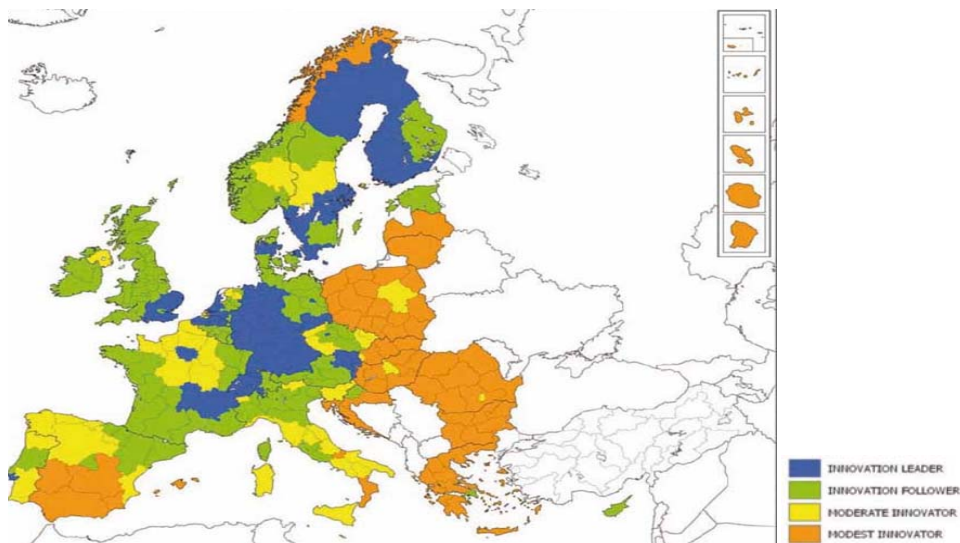 INNOVATION LEADER
INNOVATION FOLLOWER
MODERATE INNOVATOR
MODEST INNOVATOR